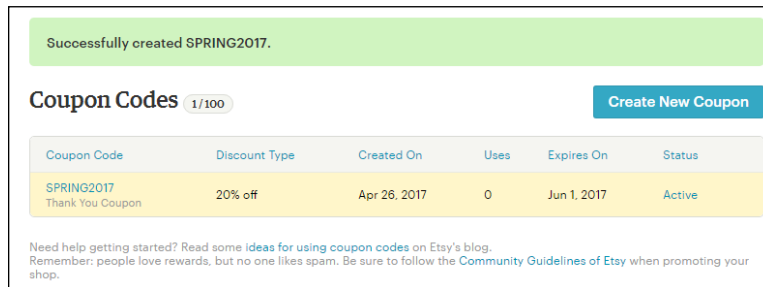 Successfully created SPRING2017.
Coupon Codes 1/100
Create New Coupon
Coupon Code Discount Type Created On Uses Expires On Status
SPRING2017 20% off Apr 26, 2017 0 Jun 1, 2017 Active
Thank You Coupon
Need help getting started? Read some ideas for using coupon codes on Etsy's blog.
Remember: people love rewards, but no one likes spam. Be sure to follow the Community Guidelines of Etsy when promoting your
shop.